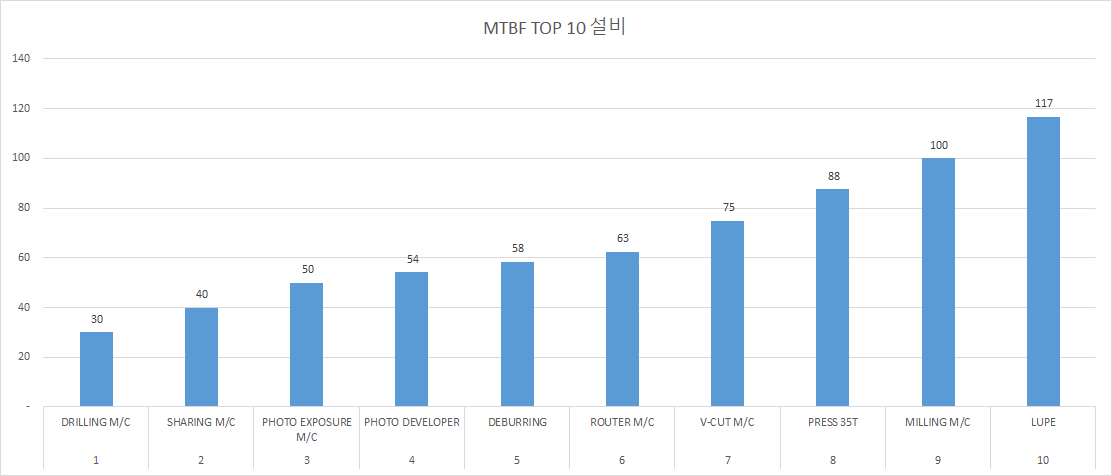 MTBF TOP 10 설비
140
120
100
80
60
40
20
-
30
40
50
54
58
63
75
88
100
117
DRILLING M/C
SHARING M/C
PHOTO EXPOSURE
M/C
PHOTO DEVELOPER
DEBURRING
ROUTER M/C
V-CUT M/C
PRESS 35T
MILLING M/C
LUPE
1
2
3
4
5
6
7
8
9
10